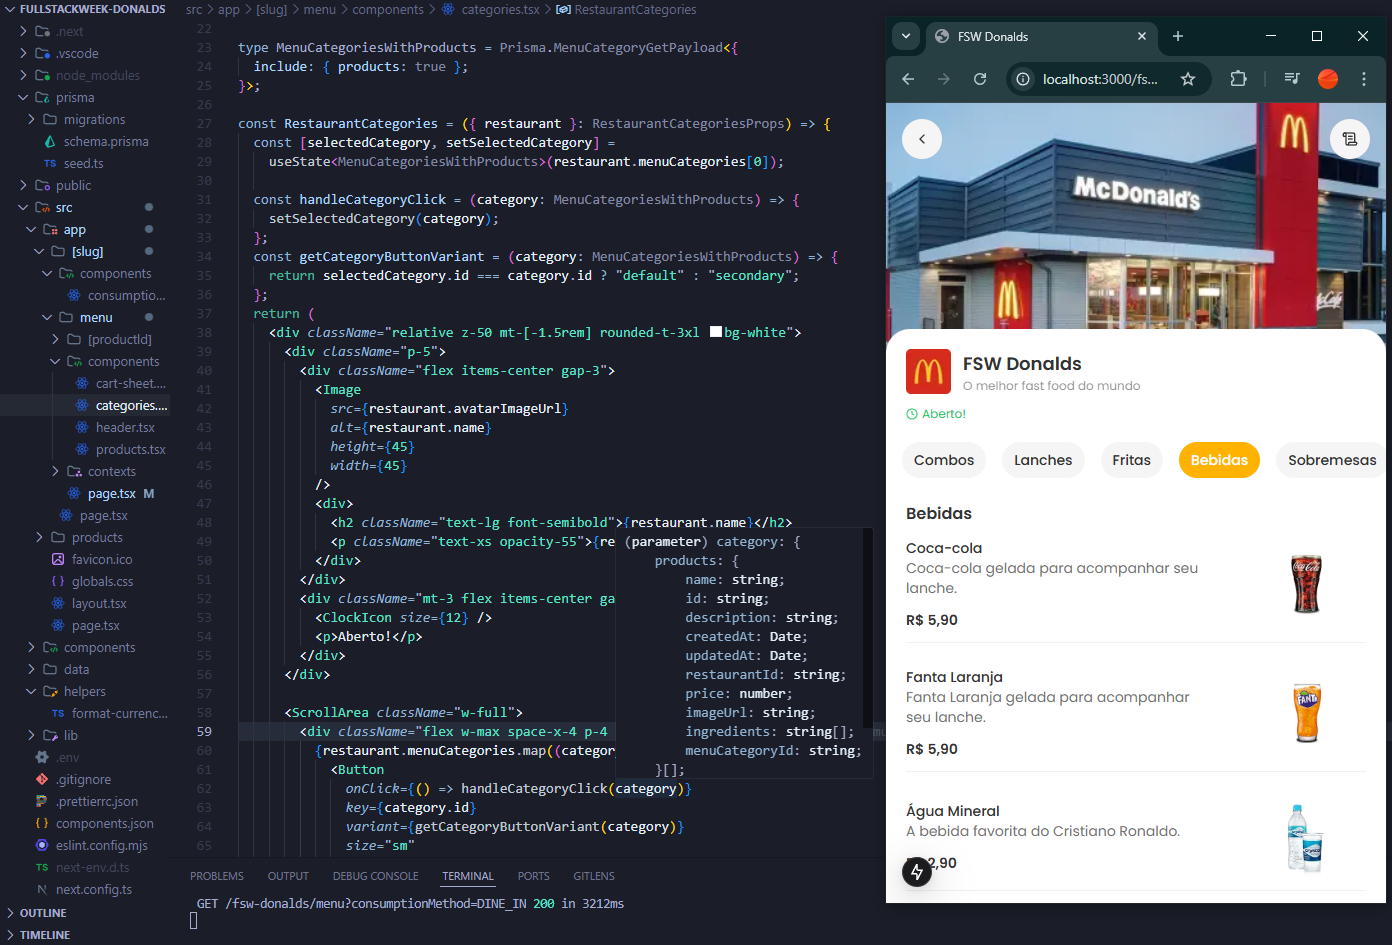 FULLSTACKWEEK-DONALDS
.next
.vscode
node_modules
prisma
migrations
schema.prisma
TS seed.ts
public
src
app
[slug]
components
consumptio...
menu
[productId]
components
cart-sheet....
categories....
header.tsx
products.tsx
contexts
page.tsx M
page.tsx
products
favicon.ico
{ } globals.css
layout.tsx
page.tsx
components
data
helpers
TS format-currenc...
lib
.env
.gitignore
.prettierrc.json
{ } components.json
eslint.config.mjs
TS next-env.d.ts
N next.config.ts
OUTLINE
TIMELINE
src > app > [slug] > menu > components > categories.tsx > RestaurantCategories
22
23 type MenuCategoriesWithProducts = Prisma.MenuCategoryGetPayload<{
24 include: { products: true };
25 }>;
26
27 const RestaurantCategories = ({ restaurant }: RestaurantCategoriesProps) => {
28 const [selectedCategory, setSelectedCategory] =
29 useState<MenuCategoriesWithProducts>(restaurant.menuCategories[0]);
30
31 const handleCategoryClick = (category: MenuCategoriesWithProducts) => {
32 setSelectedCategory(category);
33 };
34 const getCategoryButtonVariant = (category: MenuCategoriesWithProducts) => {
35 return selectedCategory.id === category.id ? "default" : "secondary";
36 };
37 return (
38 <div className="relative z-50 mt-[-1.5rem] rounded-t-3xl bg-white">
39 <div className="p-5">
40 <div className="flex items-center gap-3">
41 <Image
42 src={restaurant.avatarImageUrl}
43 alt={restaurant.name}
44 height={45}
45 width={45}
46 />
47 <div>
48 <h2 className="text-lg font-semibold">{restaurant.name}</h2>
49 <p className="text-xs opacity-55">{re
50 </div>
51 </div>
52 <div className="mt-3 flex items-center ga
53 <ClockIcon size={12} />
54 <p>Aberto!</p>
55 </div>
56 </div>
57
58 <ScrollArea className="w-full">
59 <div className="flex w-max space-x-4 p-4
60 {restaurant.menuCategories.map((categor
61 <Button
62 onClick={() => handleCategoryClick(category)}
63 key={category.id}
64 variant={getCategoryButtonVariant(category)}
65 size="sm"
(parameter) category: {
products: {
name: string;
id: string;
description: string;
createdAt: Date;
updatedAt: Date;
restaurantId: string;
price: number;
imageUrl: string;
ingredients: string[];
menuCategoryId: string;
}[];
PROBLEMS OUTPUT DEBUG CONSOLE TERMINAL PORTS GITLENS
GET /fsw-donalds/menu?consumptionMethod=DINE_IN 200 in 3212ms
FSW Donalds
localhost:3000/fs...
McDonald's
McCafé
FSW Donalds
O melhor fast food do mundo
Aberto!
Combos Lanches Fritas Bebidas Sobremesas
Bebidas
Coca-cola
Coca-cola gelada para acompanhar seu
lanche.
R$ 5,90
Coca-Cola
Fanta Laranja
Fanta Laranja gelada para acompanhar
seu lanche.
R$ 5,90
FANTA
Água Mineral
A bebida favorita do Cristiano Ronaldo.
2,90